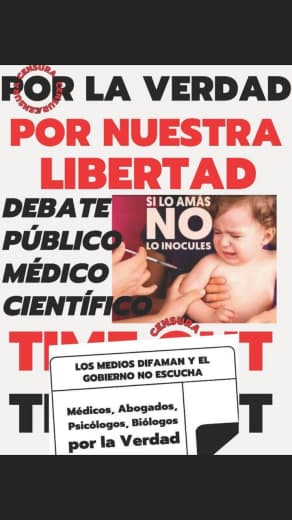 CENSURA
POR LA VERDAD
POR NUESTRA
LIBERTAD
DEBATE
PÚBLICO
MÉDICO
CIENTÍFICO
SI LO AMAS
NO
LO INOCULES
CENSURA
LOS MEDIOS DIFAMAN Y EL
GOBIERNO NO ESCUCHA
Médicos, Abogados,
Psicólogos, Biólogos
por la Verdad